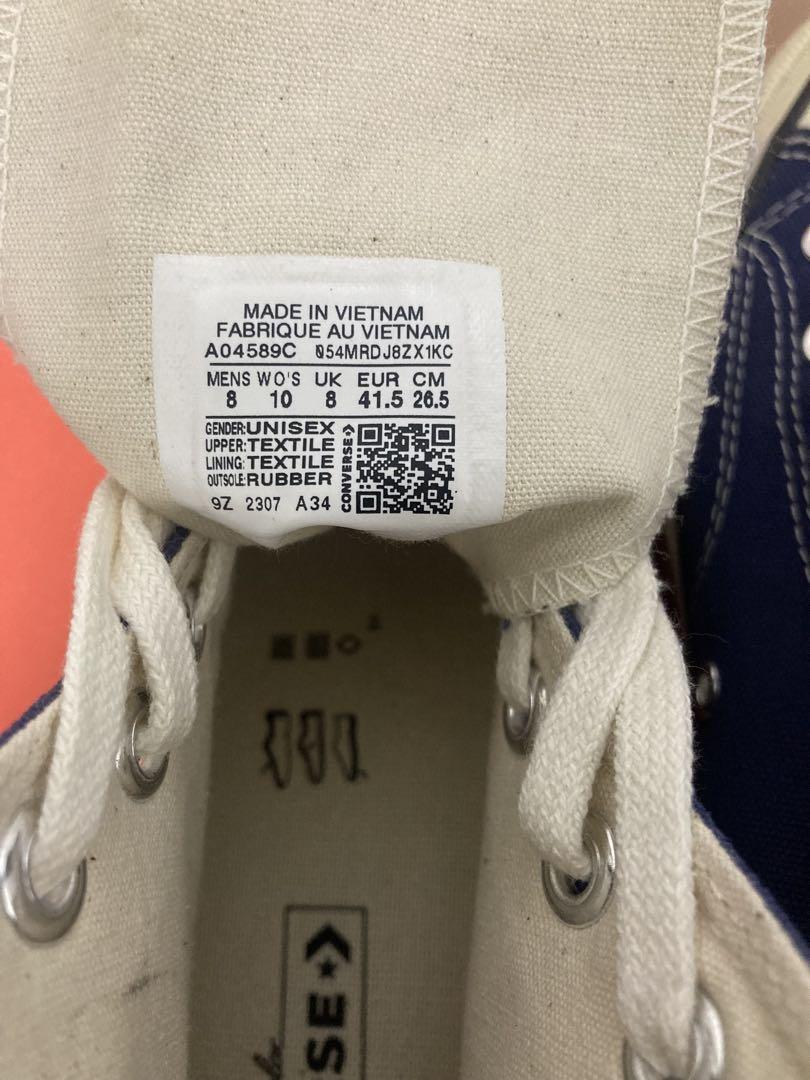 MADE IN VIETNAM
FABRIQUE AU VIETNAM
A04589C 054MRDJ8ZX1KC
MENS WO'S UK EUR CM
8 10 8 41.5 26.5
GENDER:UNISEX
UPPER:TEXTILE
LINING:TEXTILE
OUTSOLE:RUBBER
CONVERSE
9Z 2307 A34
SE